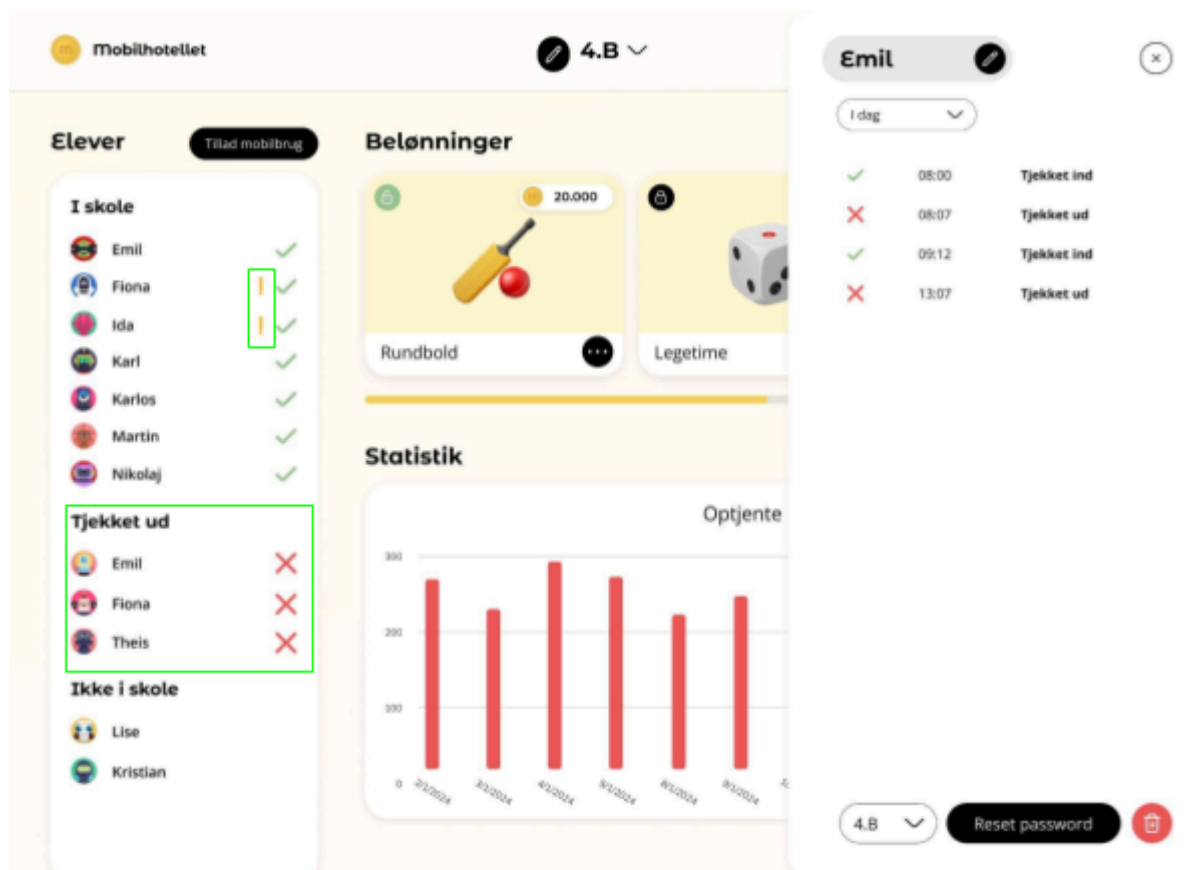 Mobilhotellet
4.B
Elever
Tillad mobilbrug
I skole
Emil
Fiona
Ida
Karl
Karlos
Martin
Nikolaj
Tjekket ud
Emil
Fiona
Theis
Ikke i skole
Lise
Kristian
Belønninger
20.000
Rundbold
Legetime
Statistik
Optjente
300
200
100
0
2/1/2024
3/1/2024
4/1/2024
5/1/2024
8/1/2024
9/1/2024
Emil
I dag
08:00 Tjekket ind
08:07 Tjekket ud
09:12 Tjekket ind
13:07 Tjekket ud
4.B
Reset password